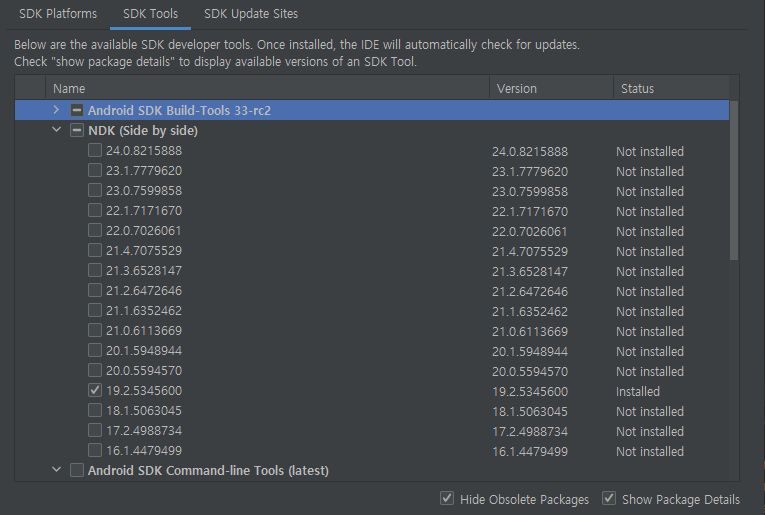 SDK Platforms SDK Tools SDK Update Sites
Below are the available SDK developer tools. Once installed, the IDE will automatically check for updates.
Check "show package details" to display available versions of an SDK Tool.
Name Version Status
Android SDK Build-Tools 33-rc2
NDK (Side by side)
24.0.8215888 24.0.8215888 Not installed
23.1.7779620 23.1.7779620 Not installed
23.0.7599858 23.0.7599858 Not installed
22.1.7171670 22.1.7171670 Not installed
22.0.7026061 22.0.7026061 Not installed
21.4.7075529 21.4.7075529 Not installed
21.3.6528147 21.3.6528147 Not installed
21.2.6472646 21.2.6472646 Not installed
21.1.6352462 21.1.6352462 Not installed
21.0.6113669 21.0.6113669 Not installed
20.1.5948944 20.1.5948944 Not installed
20.0.5594570 20.0.5594570 Not installed
19.2.5345600 19.2.5345600 Installed
18.1.5063045 18.1.5063045 Not installed
17.2.4988734 17.2.4988734 Not installed
16.1.4479499 16.1.4479499 Not installed
Android SDK Command-line Tools (latest)
Hide Obsolete Packages Show Package Details